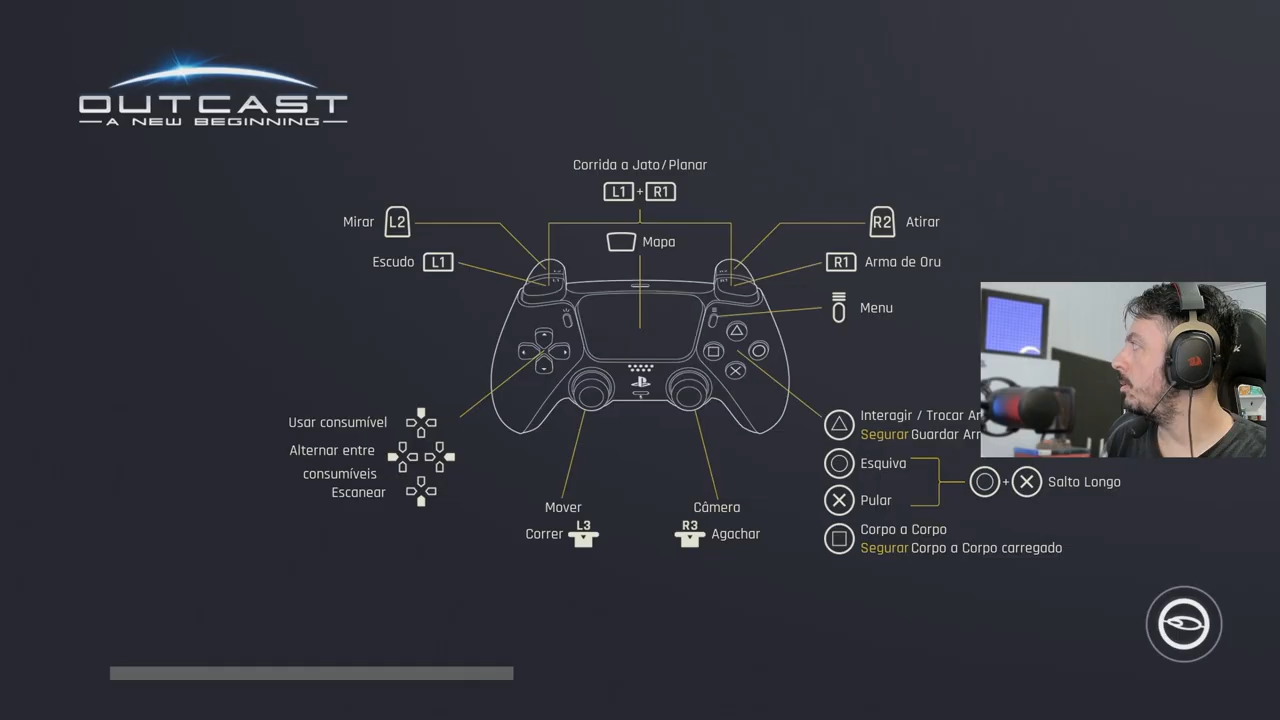 OUTCAST
A NEW BEGINNING
Corrida a Jato/Planar
L1 + R1
Mirar L2
R2 Atirar
Mapa
Escudo L1
R1 Arma de Oru
Menu
Usar consumível
Alternar entre
consumíveis
Escanear
Interagir / Trocar
Segurar Guardar
Esquiva
+ Salto Longo
Pular
Mover
Correr L3
Câmera
R3 Agachar
Corpo a Corpo
Segurar Corpo a Corpo carregado